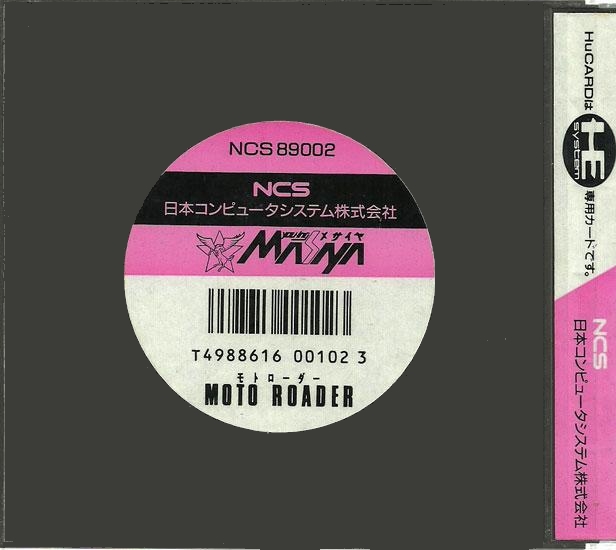 NCS 89002
NCS
日本コンピュータシステム株式会社
メサイヤ
MASAYA
T4988616 00102 3
モトローダー
MOTO ROADER
HuCARDは
HE
system
専用カードです。
NCS
日本コンピュータシステム株式会社